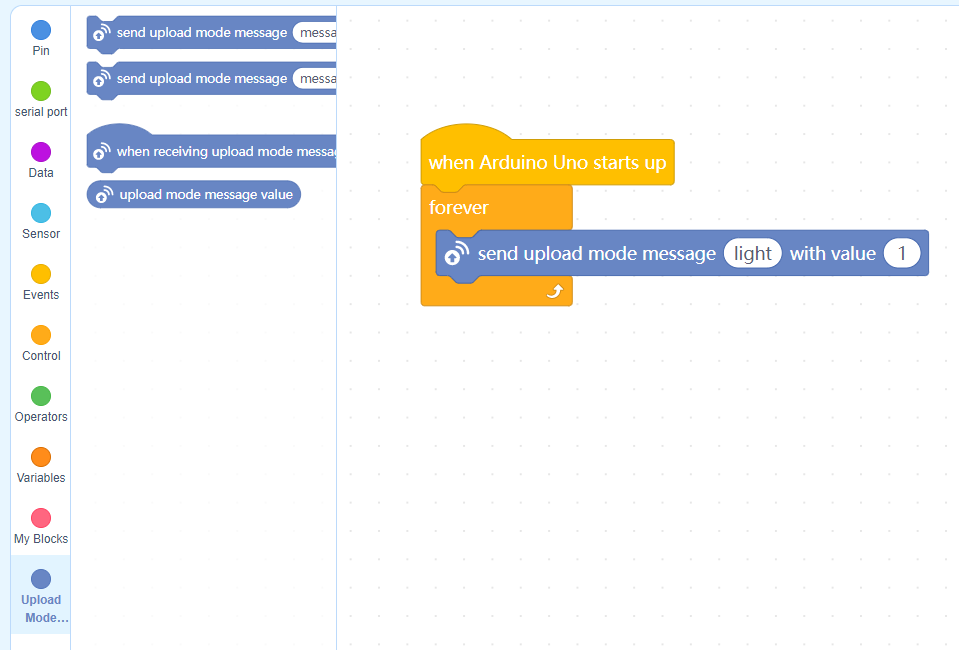 Pin
serial port
Data
Sensor
Events
Control
Operators
Variables
My Blocks
Upload
Mode...
send upload mode message messa
send upload mode message messa
when receiving upload mode messa
upload mode message value
when Arduino Uno starts up
forever
send upload mode message light with value 1